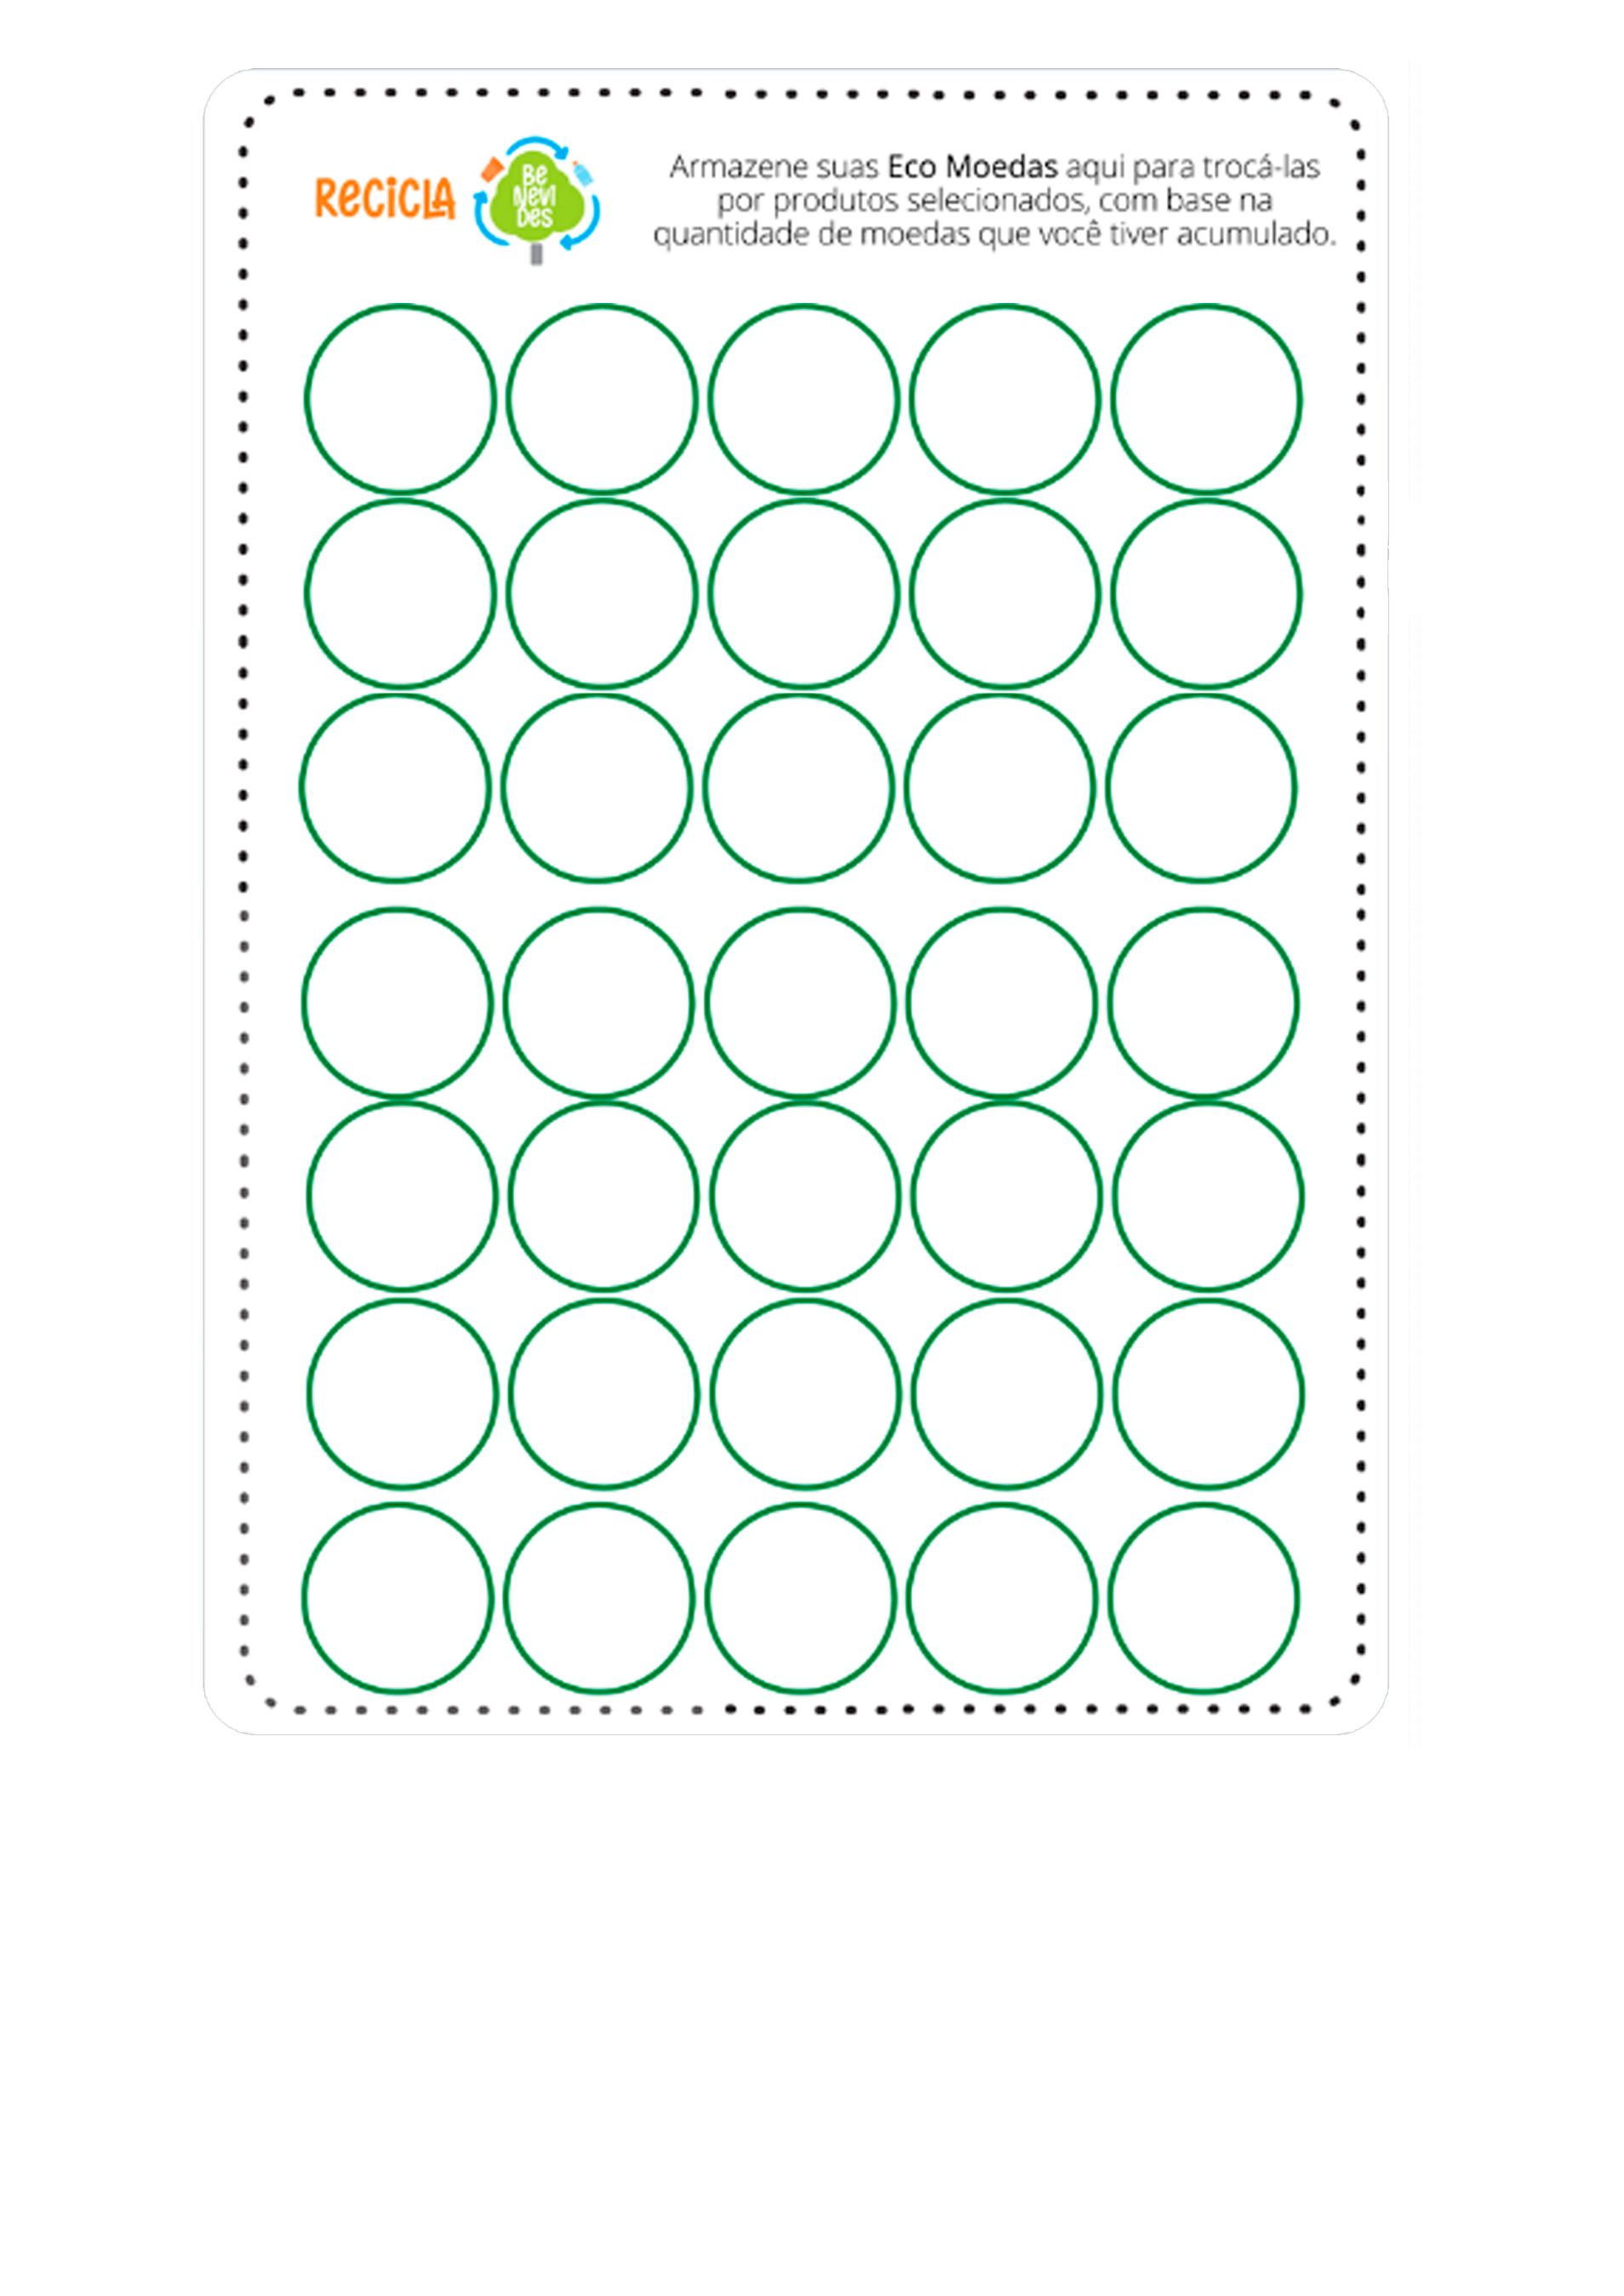 RECICLA
Be
Nevi
Des
Armazene suas Eco Moedas aqui para trocá-las
por produtos selecionados, com base na
quantidade de moedas que você tiver acumulado.